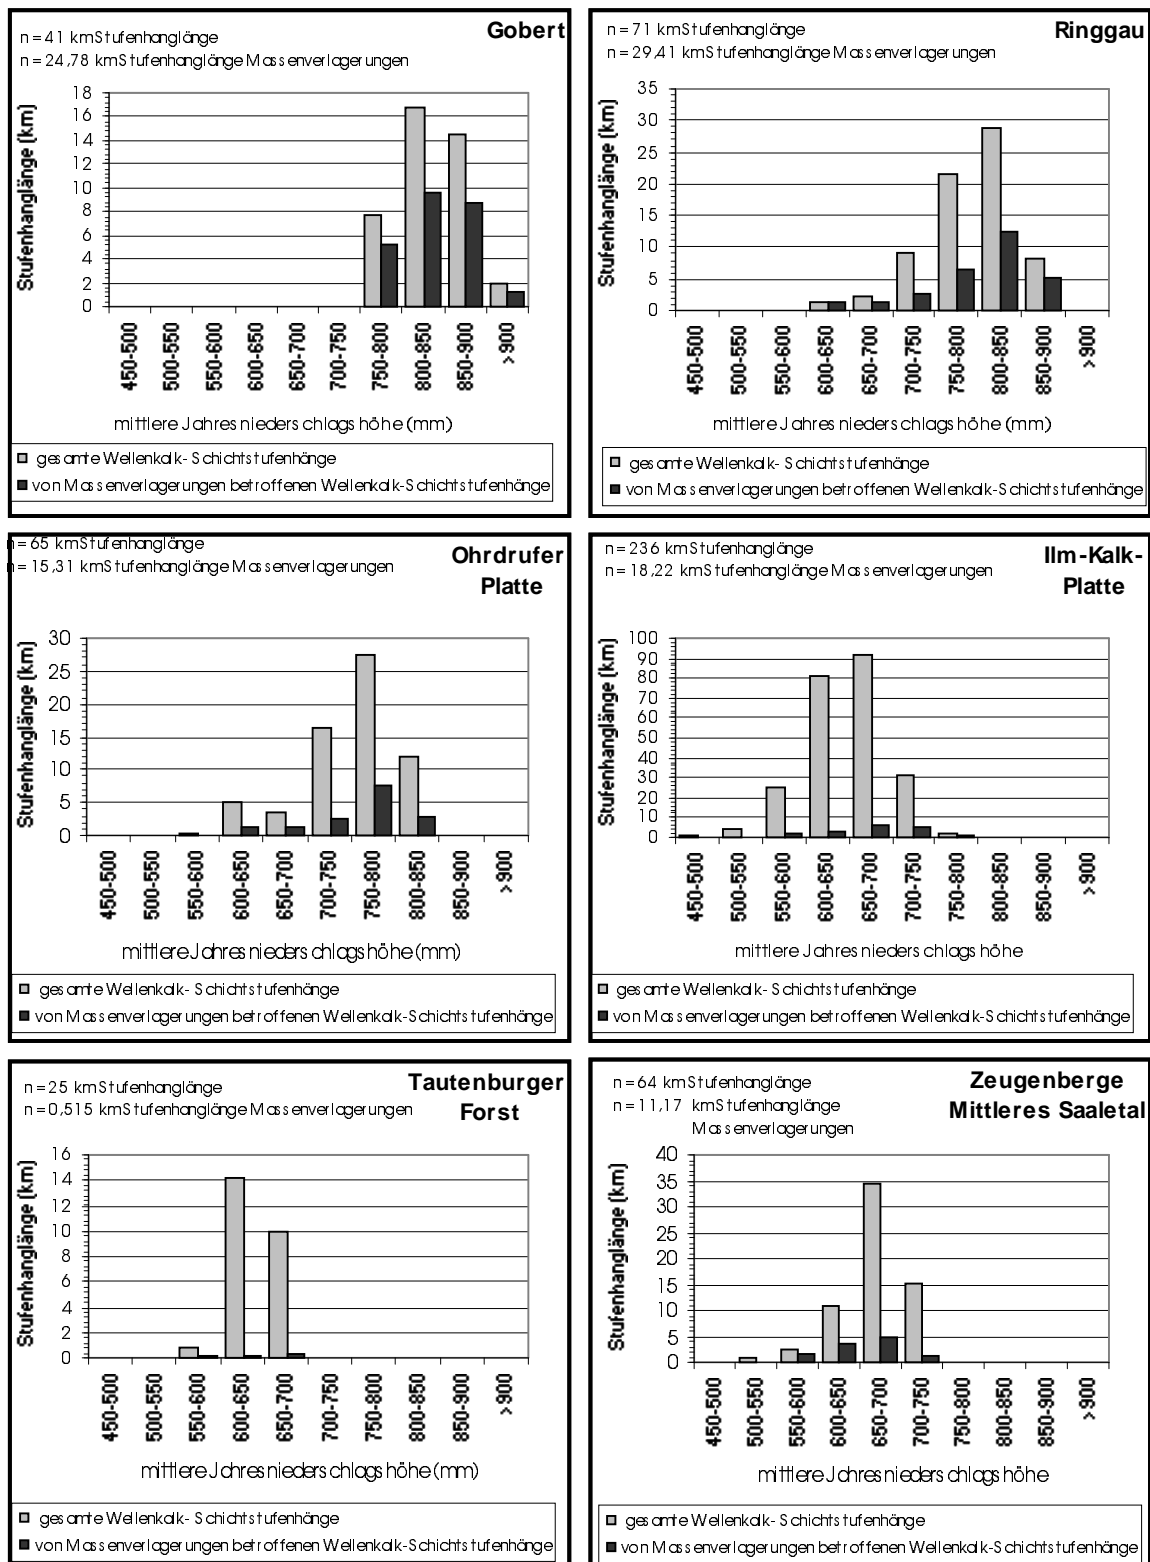 Gobert
n=41 km Stufenhanglänge
n=24,78 km Stufenhanglänge Massenverlagerungen
Stufenhanglänge (km)
18
16
14
12
10
8
6
4
2
0
450-500 500-550 550-600 600-650 650-700 700-750 750-800 800-850 850-900 >900
mittlere Jahresniederschlagshöhe (mm)
gesamte Wellenkalk-Schichtstufenhänge
von Massenverlagerungen betroffenen Wellenkalk-Schichtstufenhänge
Ringgau
n=71 km Stufenhanglänge
n=29,41 km Stufenhanglänge Massenverlagerungen
Stufenhanglänge (km)
35
30
25
20
15
10
5
0
450-500 500-550 550-600 600-650 650-700 700-750 750-800 800-850 850-900 >900
mittlere Jahresniederschlagshöhe (mm)
gesamte Wellenkalk-Schichtstufenhänge
von Massenverlagerungen betroffenen Wellenkalk-Schichtstufenhänge
Ohrdrufer
Platte
n=65 km Stufenhanglänge
n=15,31 km Stufenhanglänge Massenverlagerungen
Stufenhanglänge (km)
30
25
20
15
10
5
0
450-500 500-550 550-600 600-650 650-700 700-750 750-800 800-850 850-900 >900
mittlere Jahresniederschlagshöhe (mm)
gesamte Wellenkalk-Schichtstufenhänge
von Massenverlagerungen betroffenen Wellenkalk-Schichtstufenhänge
Ilm-Kalk-
Platte
n=236 km Stufenhanglänge
n=18,22 km Stufenhanglänge Massenverlagerungen
Stufenhanglänge (km)
100
90
80
70
60
50
40
30
20
10
0
450-500 500-550 550-600 600-650 650-700 700-750 750-800 800-850 850-900 >900
mittlere Jahresniederschlagshöhe
gesamte Wellenkalk-Schichtstufenhänge
von Massenverlagerungen betroffenen Wellenkalk-Schichtstufenhänge
Tautenburger
Forst
n=25 km Stufenhanglänge
n=0,515 km Stufenhanglänge Massenverlagerungen
Stufenhanglänge (km)
16
14
12
10
8
6
4
2
0
450-500 500-550 550-600 600-650 650-700 700-750 750-800 800-850 850-900 >900
mittlere Jahresniederschlagshöhe (mm)
gesamte Wellenkalk-Schichtstufenhänge
von Massenverlagerungen betroffenen Wellenkalk-Schichtstufenhänge
Zeugenberge
Mittleres Saaletal
n=64 km Stufenhanglänge
n=11,17 km Stufenhanglänge
Massenverlagerungen
Stufenhanglänge (km)
40
35
30
25
20
15
10
5
0
450-500 500-550 550-600 600-650 650-700 700-750 750-800 800-850 850-900 >900
mittlere Jahresniederschlagshöhe
gesamte Wellenkalk-Schichtstufenhänge
von Massenverlagerungen betroffenen Wellenkalk-Schichtstufenhänge